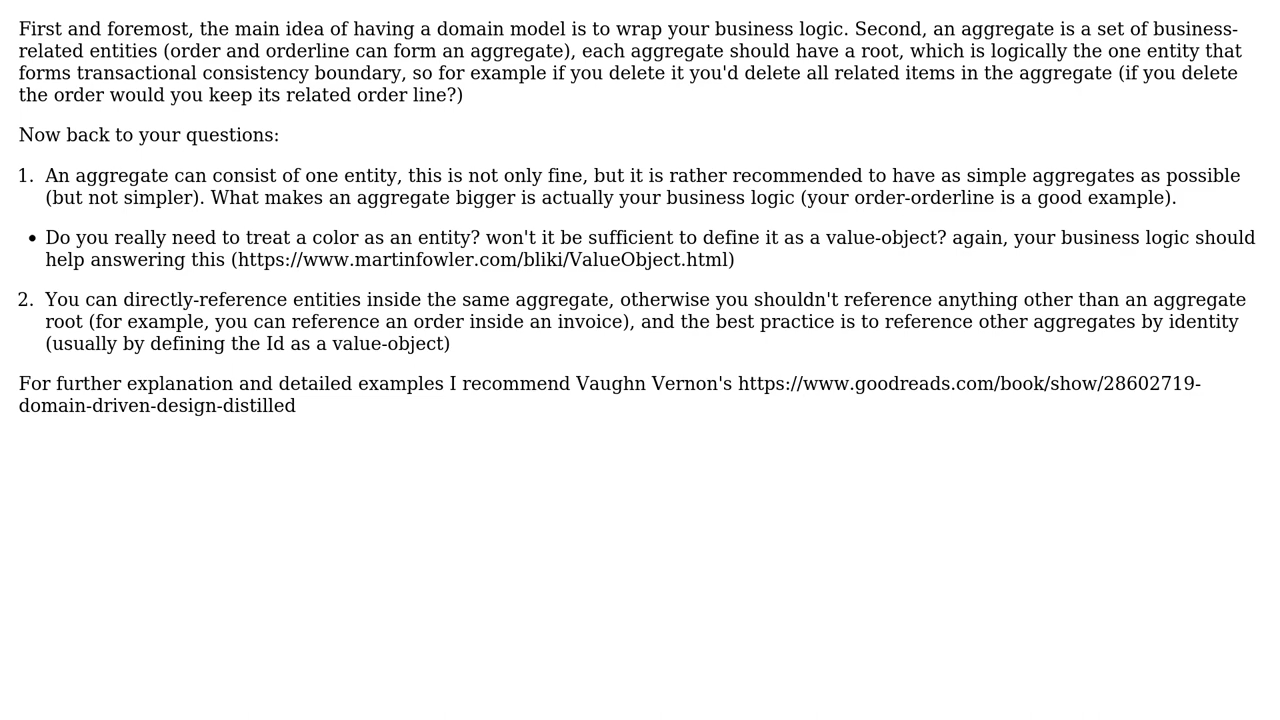 First and foremost, the main idea of having a domain model is to wrap your business logic. Second, an aggregate is a set of business-
related entities (order and orderline can form an aggregate), each aggregate should have a root, which is logically the one entity that
forms transactional consistency boundary, so for example if you delete it you'd delete all related items in the aggregate (if you delete
the order would you keep its related order line?)
Now back to your questions:
1. An aggregate can consist of one entity, this is not only fine, but it is rather recommended to have as simple aggregates as possible
(but not simpler). What makes an aggregate bigger is actually your business logic (your order-orderline is a good example).
• Do you really need to treat a color as an entity? won't it be sufficient to define it as a value-object? again, your business logic should
help answering this (https://www.martinfowler.com/bliki/ValueObject.html)
2. You can directly-reference entities inside the same aggregate, otherwise you shouldn't reference anything other than an aggregate
root (for example, you can reference an order inside an invoice), and the best practice is to reference other aggregates by identity
(usually by defining the Id as a value-object)
For further explanation and detailed examples I recommend Vaughn Vernon's https://www.goodreads.com/book/show/28602719-
domain-driven-design-distilled